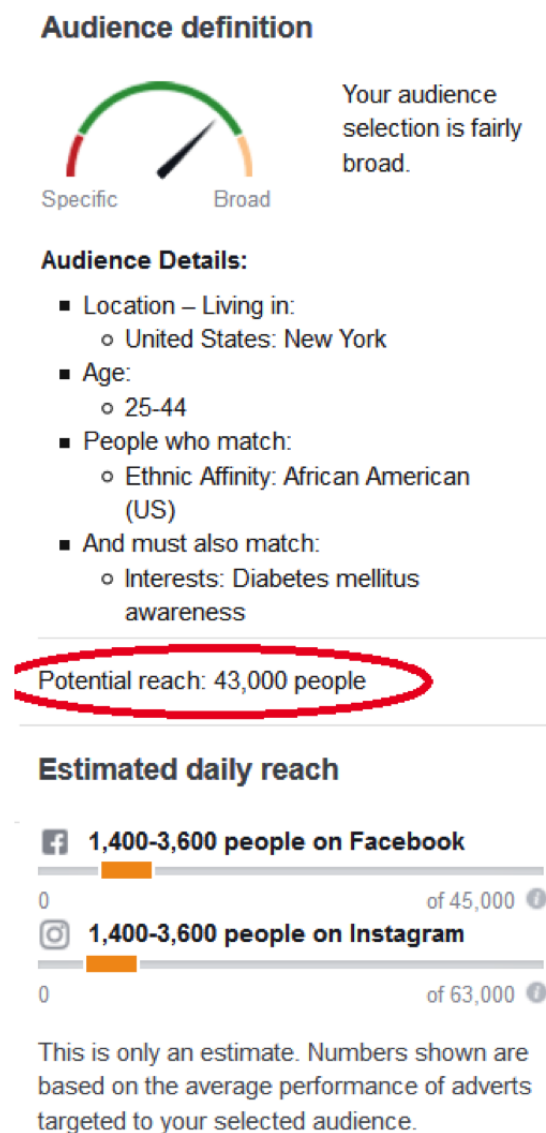 Audience definition
Your audience
selection is fairly
broad.
Specific
Broad
Audience Details:
▪ Location – Living in:
○ United States: New York
▪ Age:
○ 25-44
▪ People who match:
○ Ethnic Affinity: African American
(US)
▪ And must also match:
○ Interests: Diabetes mellitus
awareness
Potential reach: 43,000 people
Estimated daily reach
1,400-3,600 people on Facebook
0 of 45,000
1,400-3,600 people on Instagram
0 of 63,000
This is only an estimate. Numbers shown are
based on the average performance of adverts
targeted to your selected audience.